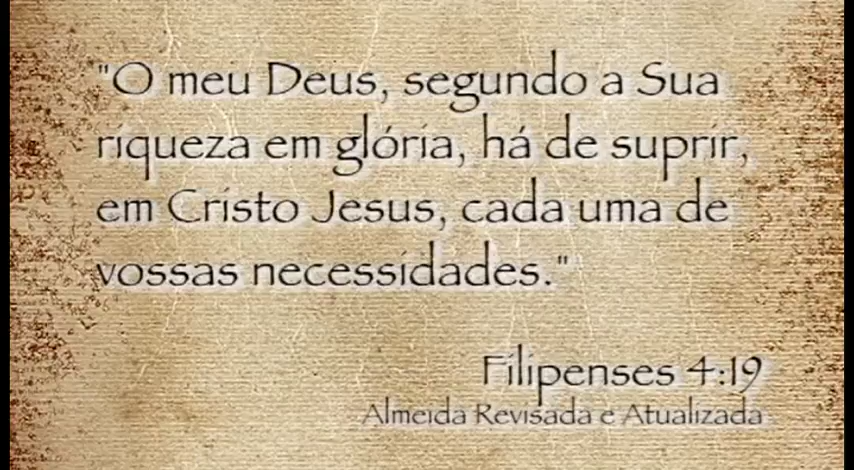 "O meu Deus, segundo a Sua
riqueza em glória, há de suprir,
em Cristo Jesus, cada uma de
vossas necessidades."
Filipenses 4:19
Almeida Revisada e Atualizada